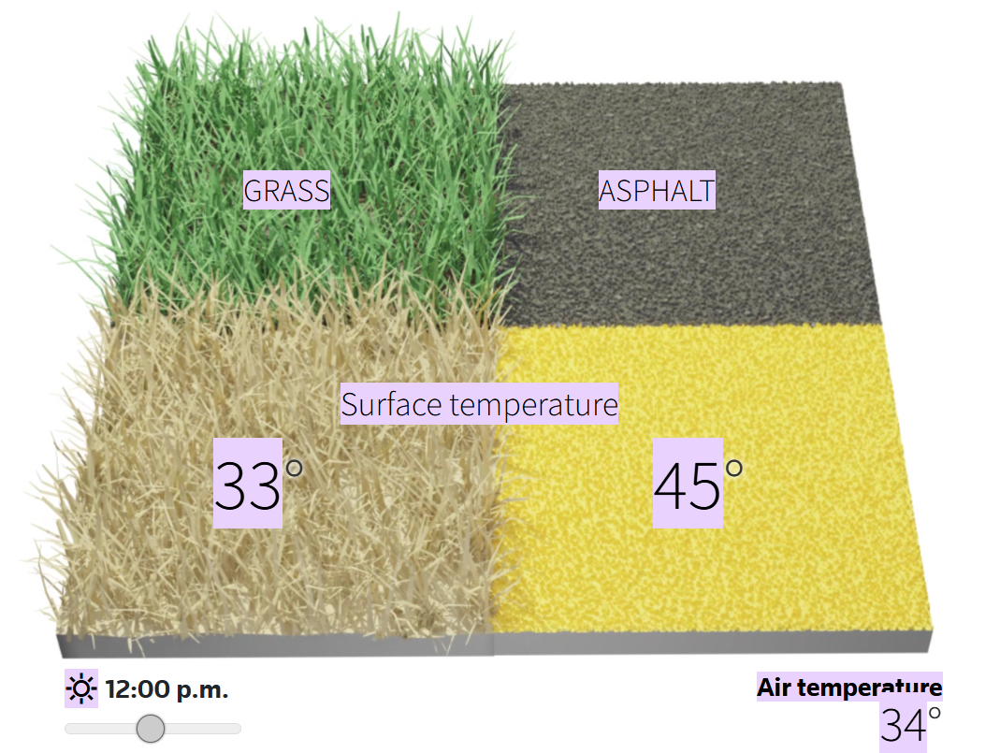 GRASS
ASPHALT
Surface temperature
33°
45°
12:00 p.m.
Air temperature
34°